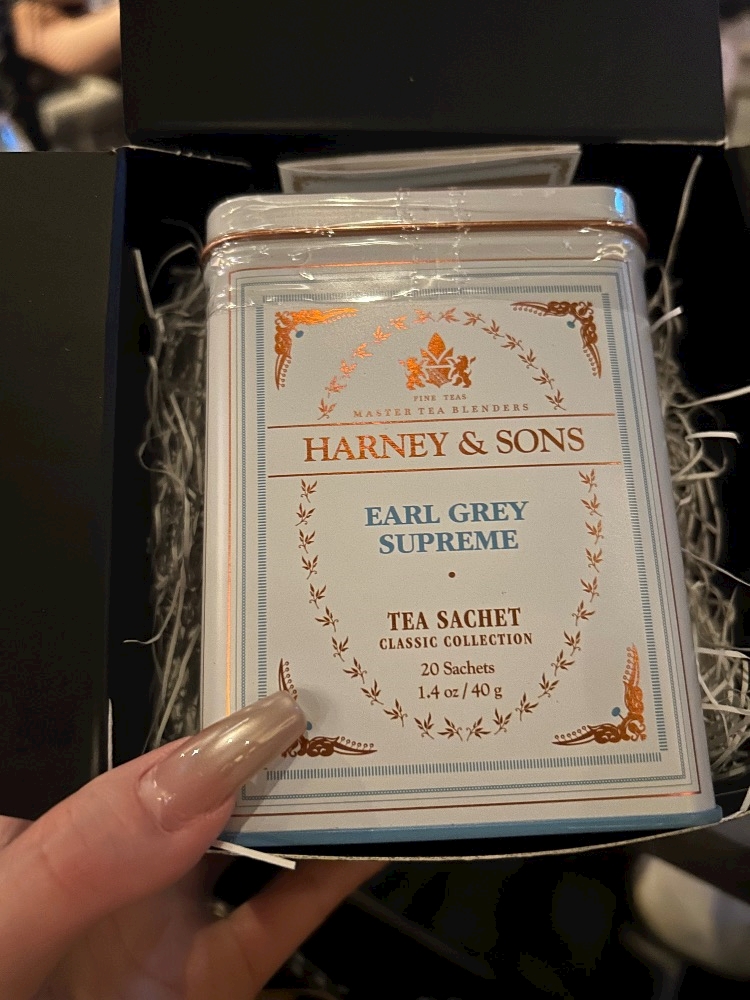 FINE TEAS
MASTER TEA BLENDERS
HARNEY & SONS
EARL GREY
SUPREME
•
TEA SACHET
CLASSIC COLLECTION
20 Sachets
1.4 oz / 40 g